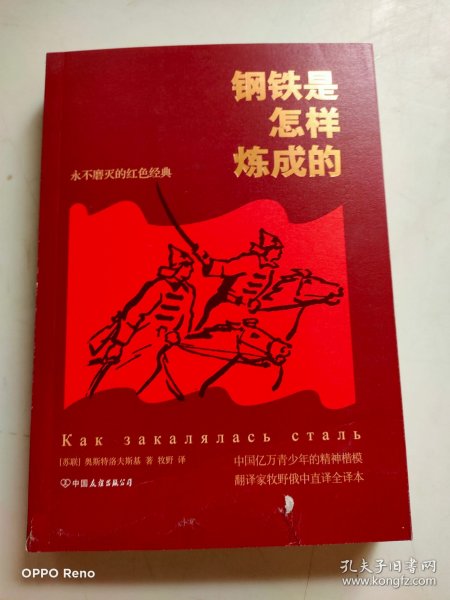 钢铁是
怎样
炼成的
永不磨灭的红色经典
Как закалялась сталь
[苏联] 奥斯特洛夫斯基 著 牧野 译
中国亿万青少年的精神楷模
翻译家牧野俄中直译全译本
中国友谊出版公司
OPPO Reno
孔夫子旧书网
www.kongfz.com